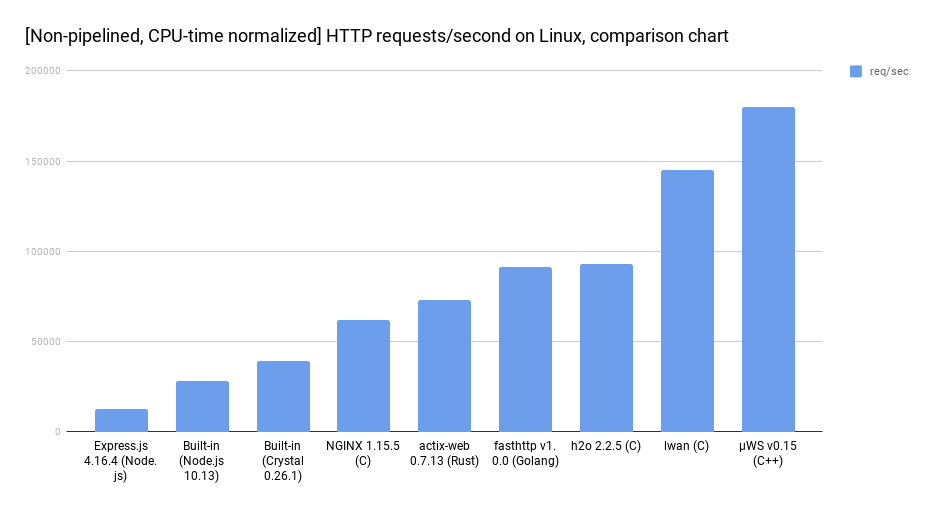 [Non-pipelined, CPU-time normalized] HTTP requests/second on Linux, comparison chart
req/sec
200000
150000
100000
50000
0
Express.js
4.16.4 (Node.
js)
Built-in
(Node.js
10.13)
Built-in
(Crystal
0.26.1)
NGINX 1.15.5
(C)
actix-web
0.7.13 (Rust)
fasthttp v1.
0.0 (Golang)
h2o 2.2.5 (C)
lwan (C)
µWS v0.15
(C++)